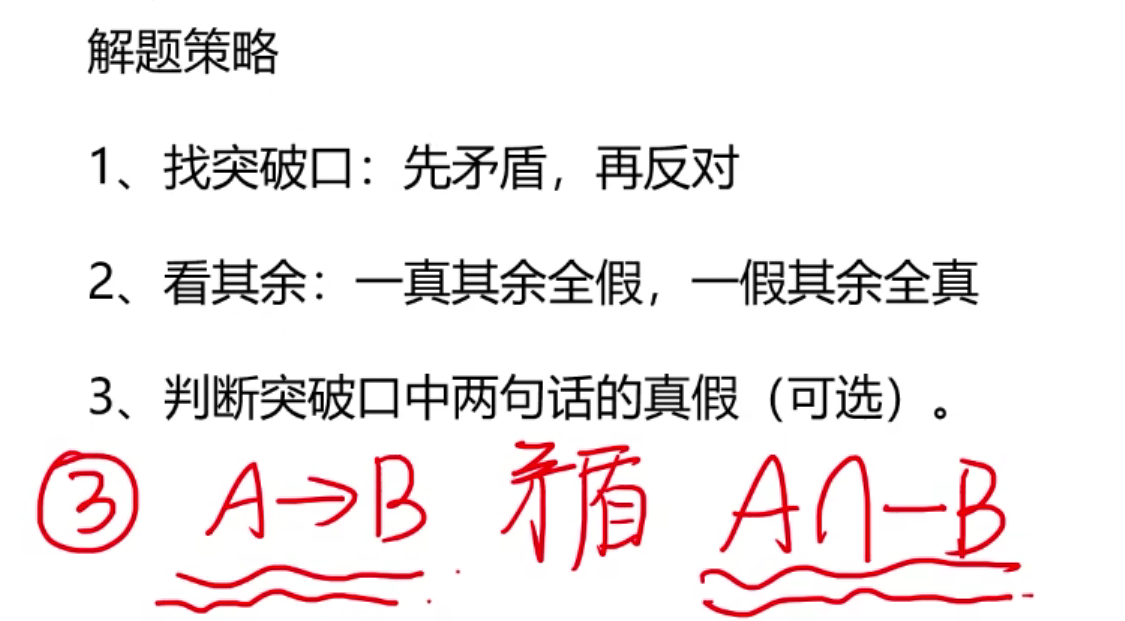 解题策略
1、找突破口：先矛盾，再反对
2、看其余：一真其余全假，一假其余全真
3、判断突破口中两句话的真假（可选）。
③ A→B 矛盾 A∩-B